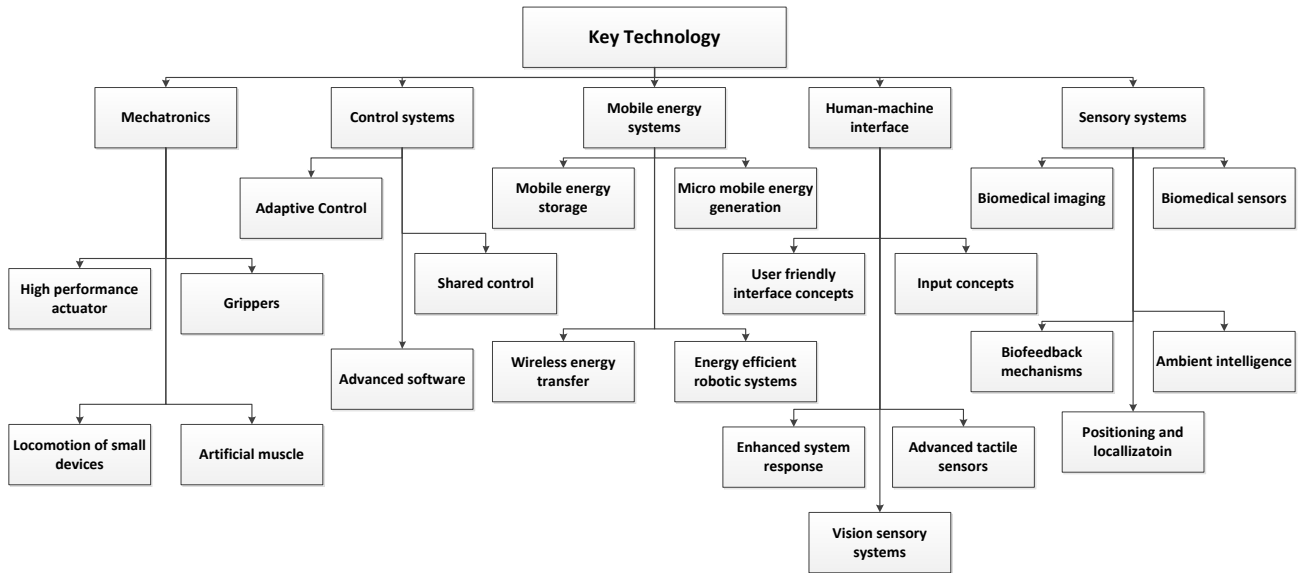 Key Technology
Mechatronics
Control systems
Mobile energy
systems
Human-machine
interface
Sensory systems
Adaptive Control
Mobile energy
storage
Micro mobile energy
generation
Biomedical imaging
Biomedical sensors
High performance
actuator
Grippers
Shared control
User friendly
interface concepts
Input concepts
Advanced software
Wireless energy
transfer
Energy efficient
robotic systems
Biofeedback
mechanisms
Ambient intelligence
Locomotion of small
devices
Artificial muscle
Enhanced system
response
Advanced tactile
sensors
Positioning and
locallizatoin
Vision sensory
systems